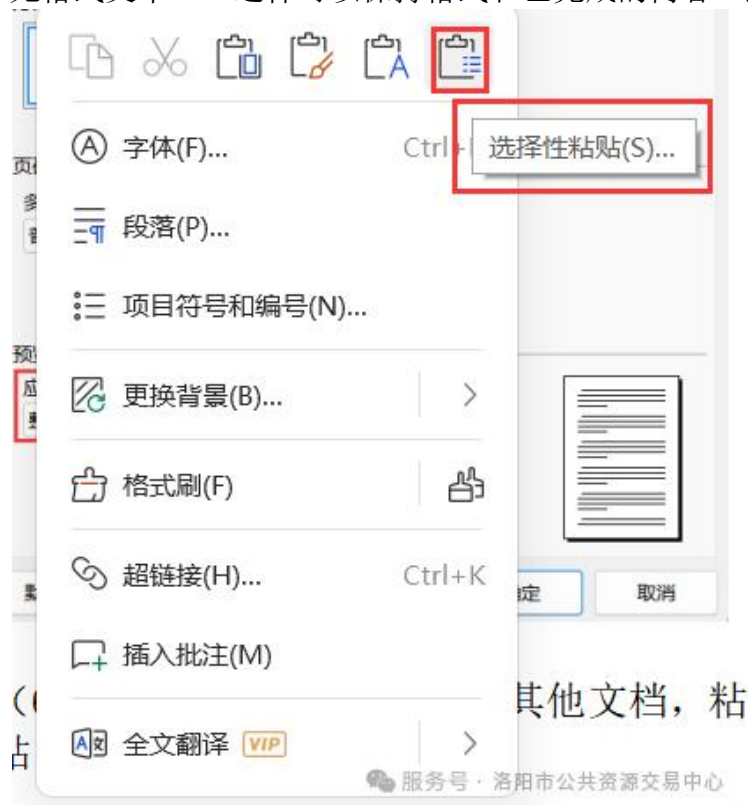 字体(F)... Ctrl+
选择性粘贴(S)...
段落(P)...
项目符号和编号(N)...
预
更换背景(B)...
应
格式刷(F)
超链接(H)... Ctrl+K
定 取消
插入批注(M)
其他文档，粘
全文翻译 VIP
服务号 · 洛阳市公共资源交易中心